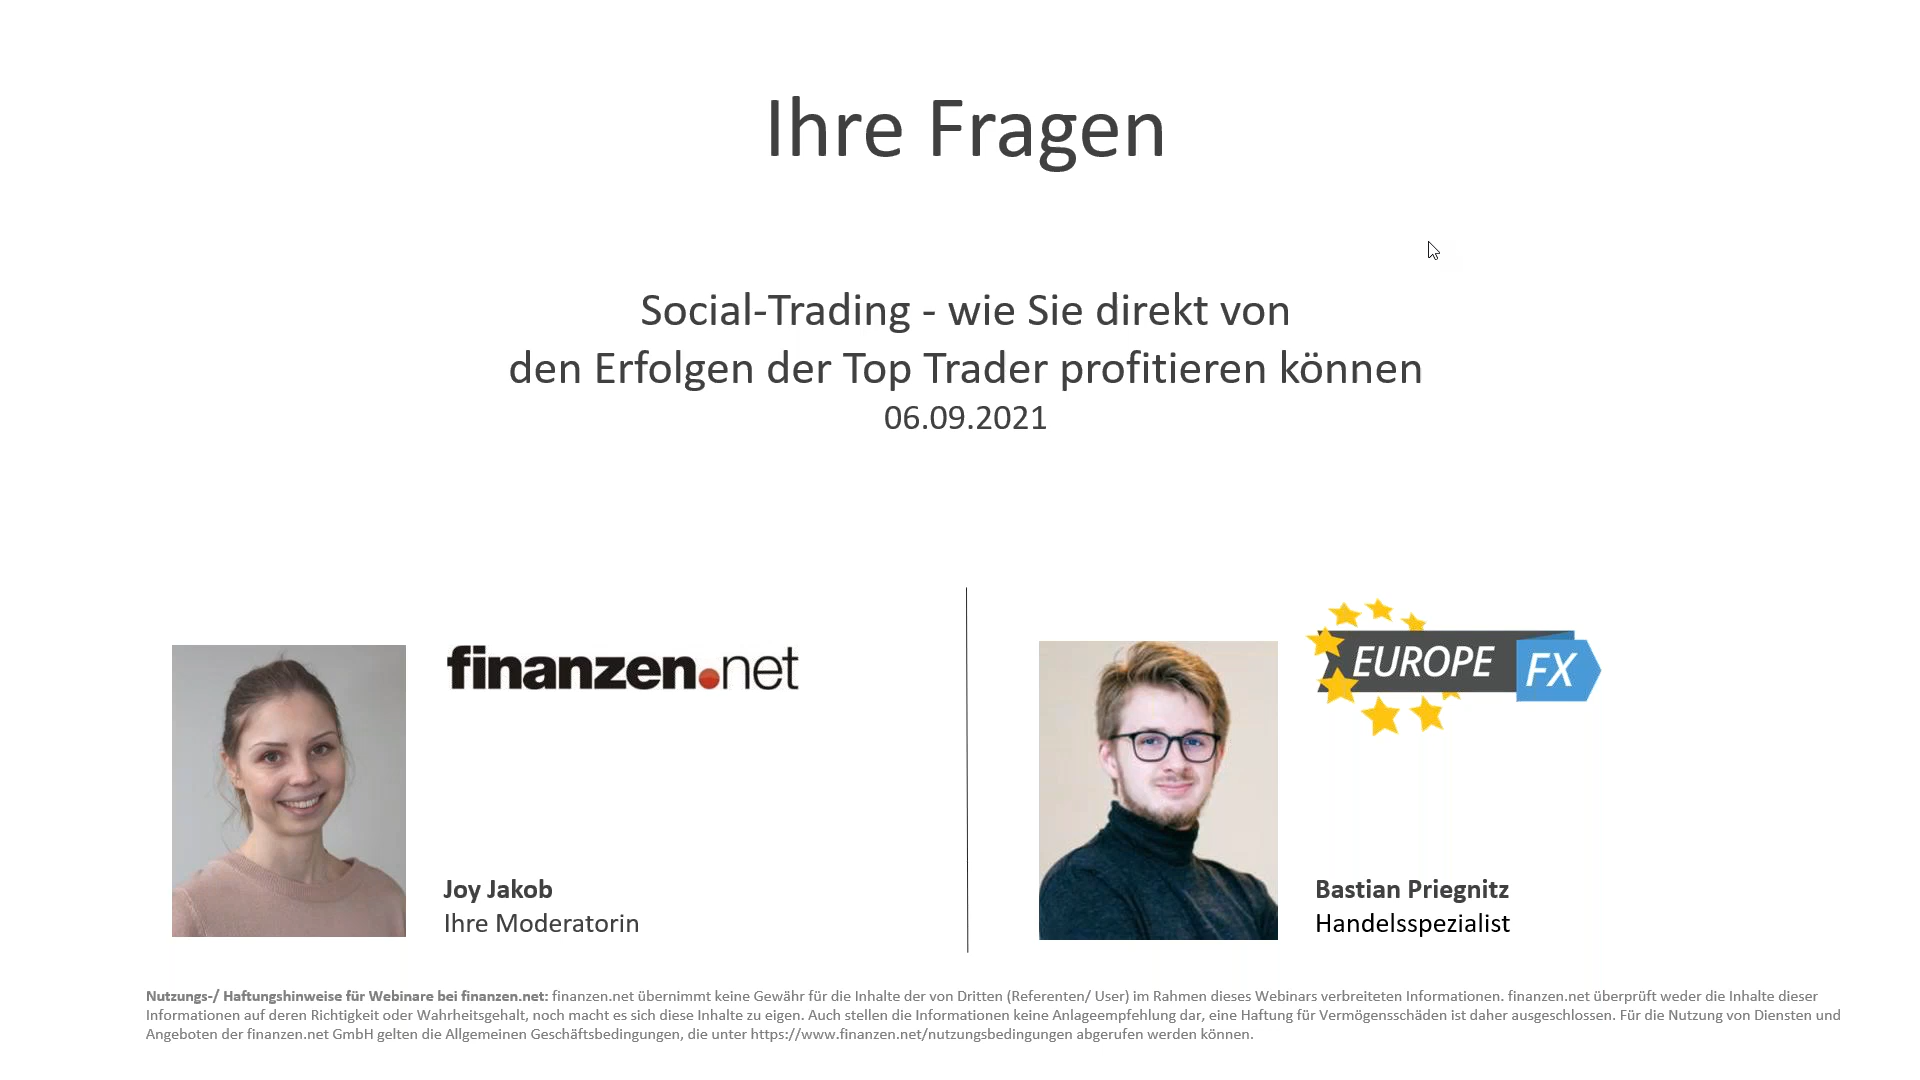 Ihre Fragen
Social-Trading - wie Sie direkt von
den Erfolgen der Top Trader profitieren können
06.09.2021
finanzen.net
Joy Jakob
Ihre Moderatorin
EUROPE FX
Bastian Priegnitz
Handelsspezialist
Nutzungs-/ Haftungshinweise für Webinare bei finanzen.net: finanzen.net übernimmt keine Gewähr für die Inhalte der von Dritten (Referenten/ User) im Rahmen dieses Webinars verbreiteten Informationen. finanzen.net überprüft weder die Inhalte dieser
Informationen auf deren Richtigkeit oder Wahrheitsgehalt, noch macht es sich diese Inhalte zu eigen. Auch stellen die Informationen keine Anlageempfehlung dar, eine Haftung für Vermögensschäden ist daher ausgeschlossen. Für die Nutzung von Diensten und
Angeboten der finanzen.net GmbH gelten die Allgemeinen Geschäftsbedingungen, die unter https://www.finanzen.net/nutzungsbedingungen abgerufen werden können.